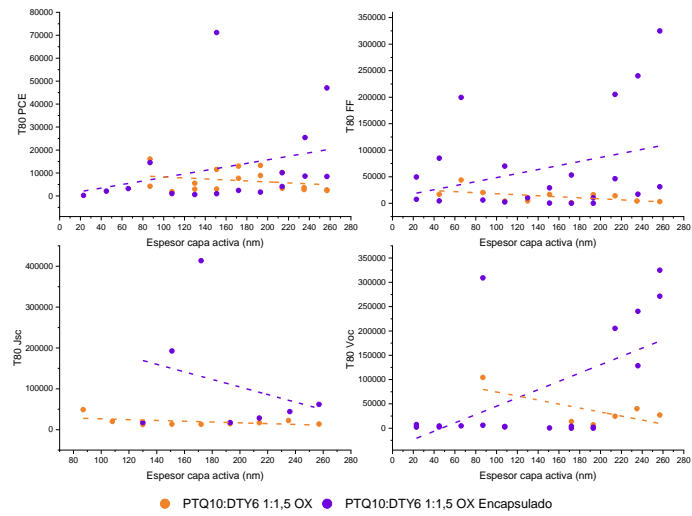 T80 PCE
80000
70000
60000
50000
40000
30000
20000
10000
0
0 20 40 60 80 100 120 140 160 180 200 220 240 260 280
Espesor capa activa (nm)
T80 FF
350000
300000
250000
200000
150000
100000
50000
0
0 20 40 60 80 100 120 140 160 180 200 220 240 260 280
Espesor capa activa (nm)
T80 Jsc
400000
300000
200000
100000
0
80 100 120 140 160 180 200 220 240 260 280
Espesor capa activa (nm)
T80 Voc
350000
300000
250000
200000
150000
100000
50000
0
0 20 40 60 80 100 120 140 160 180 200 220 240 260 280
Espesor capa activa (nm)
PTQ10:DTY6 1:1,5 OX PTQ10:DTY6 1:1,5 OX Encapsulado